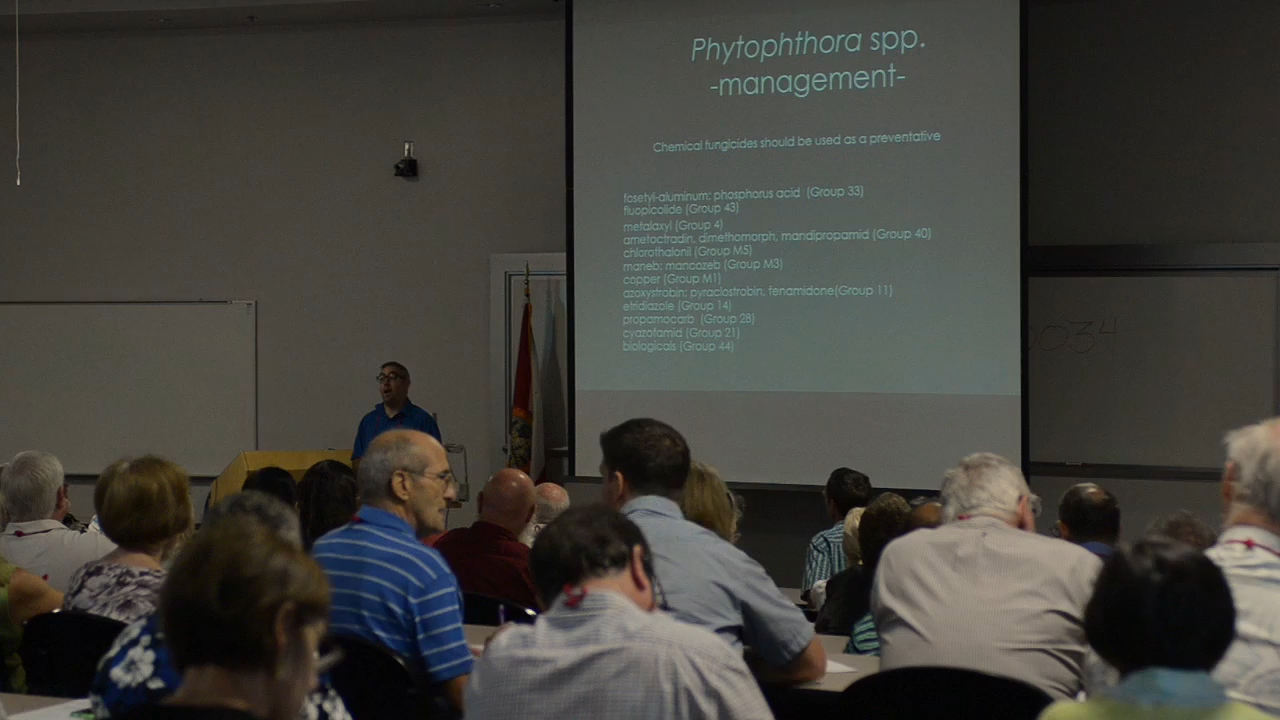 Phytophthora spp.
-management-
Chemical fungicides should be used as a preventative
fosetyl-aluminum; phosphorus acid (Group 33)
fluopicolide (Group 43)
metalaxyl (Group 4)
ametoctradin, dimethomorph, mandipropamid (Group 40)
chlorothalonil (Group M5)
maneb; mancozeb (Group M3)
copper (Group M1)
azoxystrobin; pyraclostrobin, fenamidone(Group 11)
etridiazole (Group 14)
propamocarb (Group 28)
cyazofamid (Group 21)
biologicals (Group 44)
2034